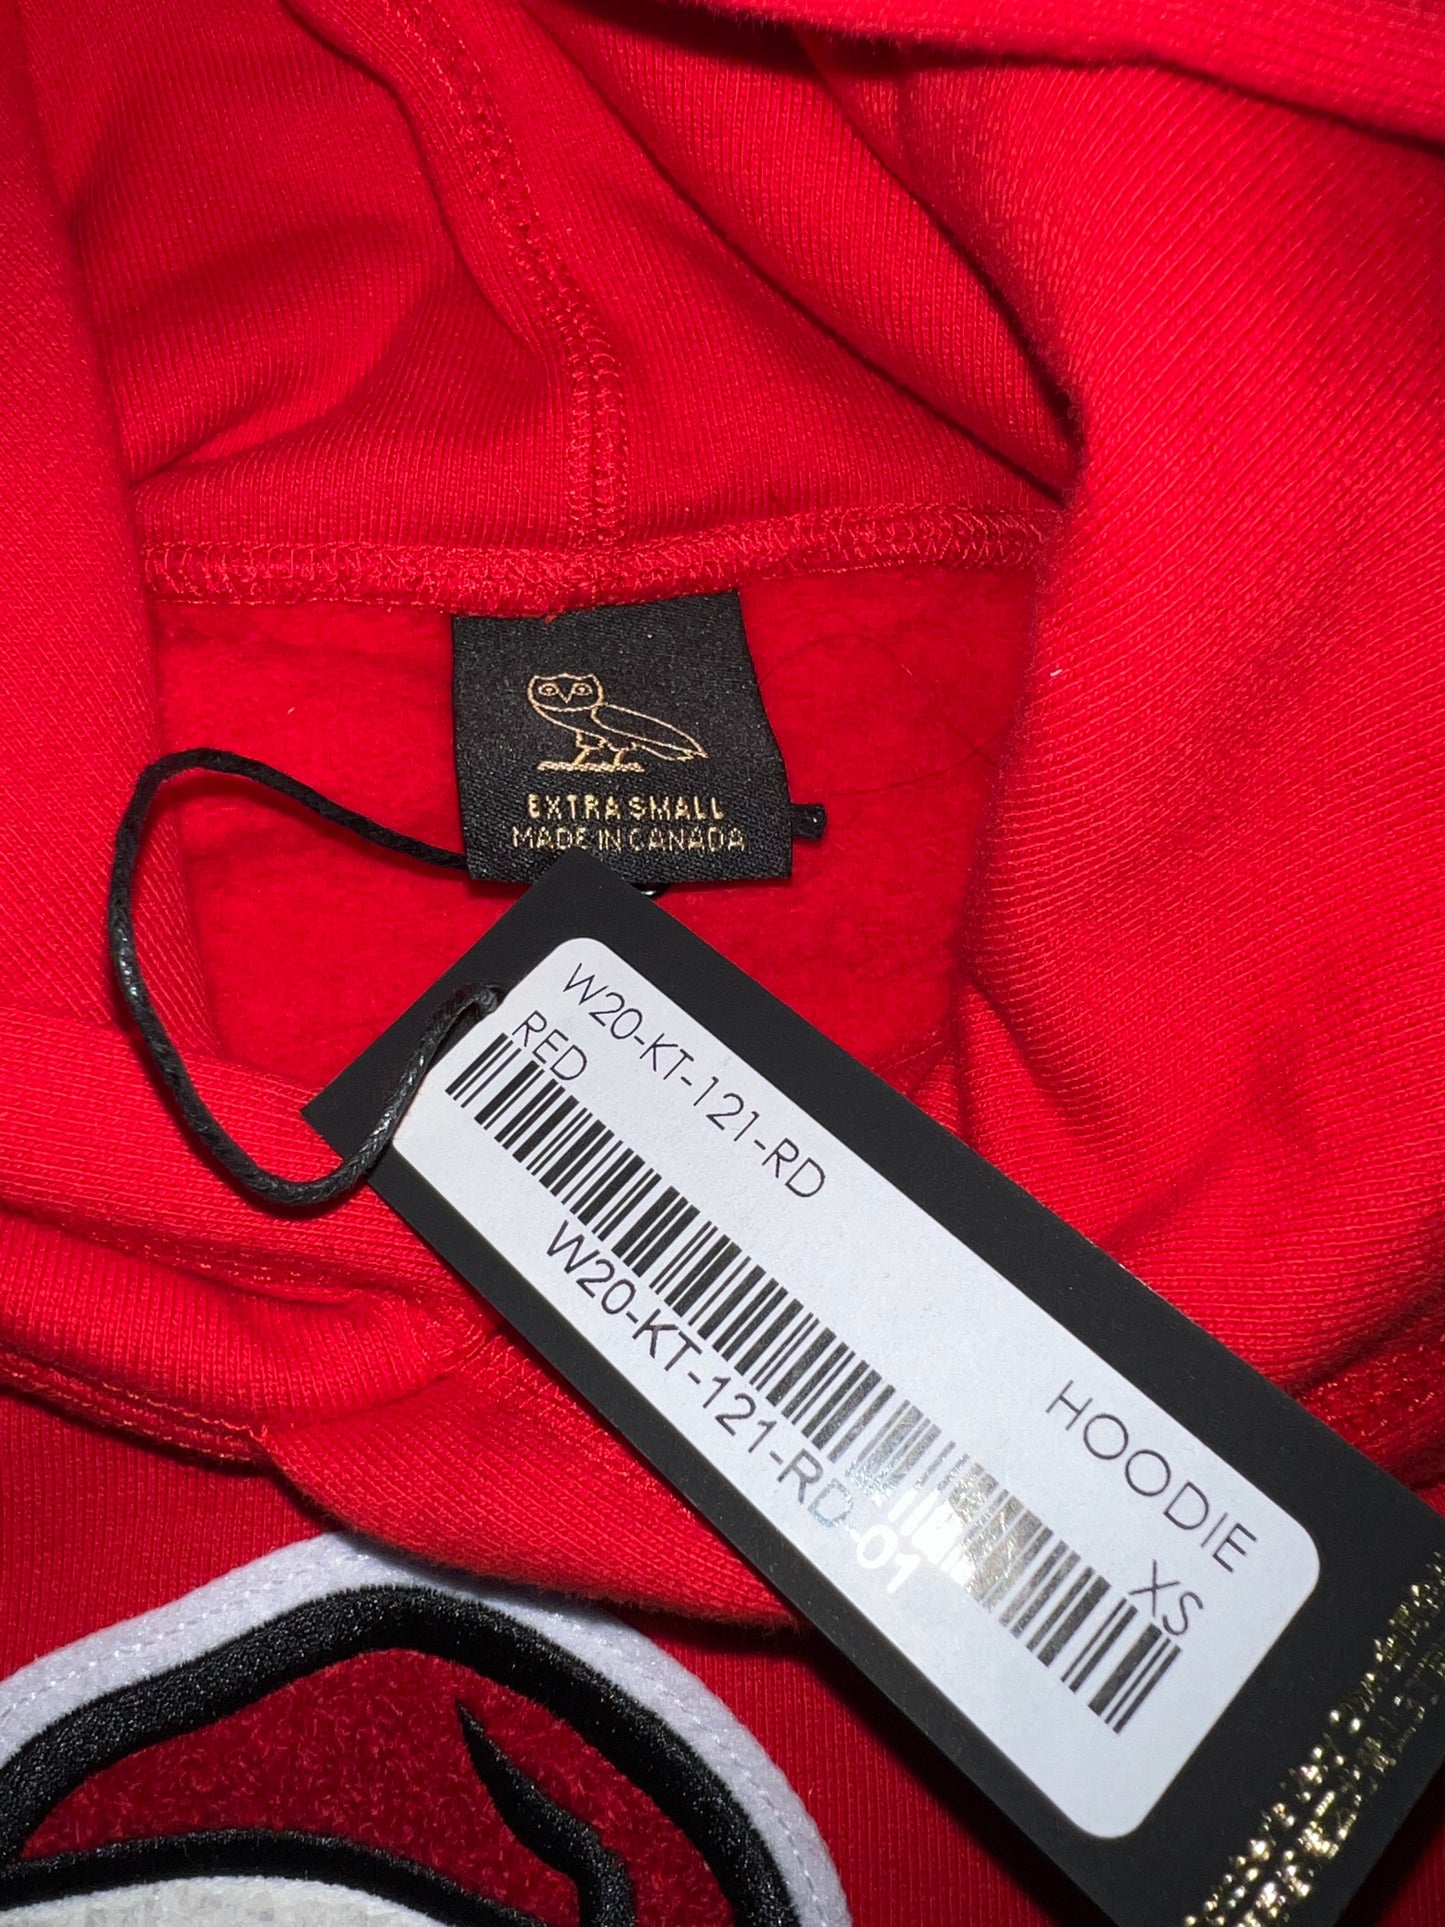 EXTRA SMALL
MADE IN CANADA
W20-KT-121-RD
RED
W20-KT-121-RD-01
HOODIE
XS